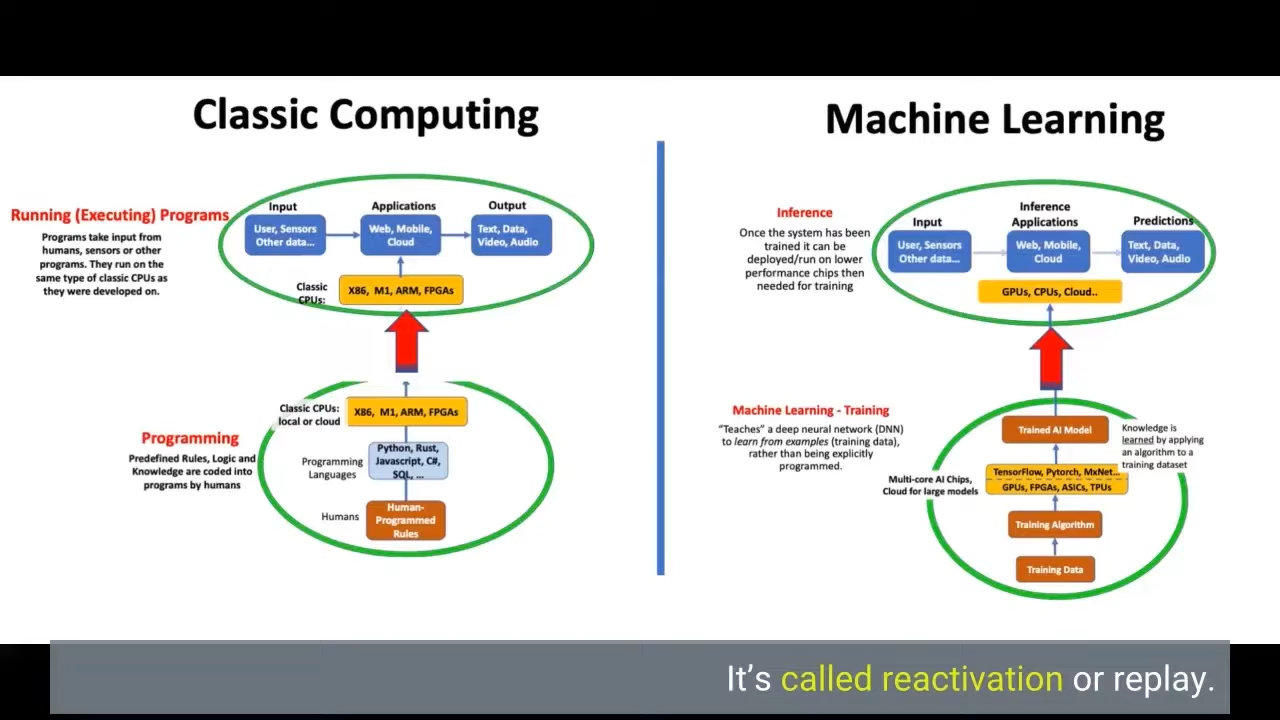 Classic Computing
Running (Executing) Programs
Programs take input from
humans, sensors or other
programs. They run on the
same type of classic CPUs as
they were developed on.
Input
User, Sensors
Other data...
Applications
Web, Mobile,
Cloud
Output
Text, Data,
Video, Audio
Classic
CPUs:
X86, M1, ARM, FPGAs
Programming
Predefined Rules, Logic and
Knowledge are coded into
programs by humans
Classic CPUs:
local or cloud
X86, M1, ARM, FPGAs
Programming
Languages
Python, Rust,
Javascript, C#,
SQL, ...
Humans
Human-
Programmed
Rules
Machine Learning
Inference
Once the system has been
trained it can be
deployed/run on lower
performance chips then
needed for training
Input
User, Sensors
Other data...
Inference
Applications
Web, Mobile,
Cloud
Predictions
Text, Data,
Video, Audio
GPUs, CPUs, Cloud..
Machine Learning - Training
"Teaches" a deep neural network (DNN)
to learn from examples (training data),
rather than being explicitly
programmed.
Trained AI Model
Knowledge is
learned by applying
an algorithm to a
training dataset
Multi-core AI Chips,
Cloud for large models
TensorFlow, Pytorch, MxNet...
GPUs, FPGAs, ASICs, TPUs
Training Algorithm
Training Data
It's called reactivation or replay.